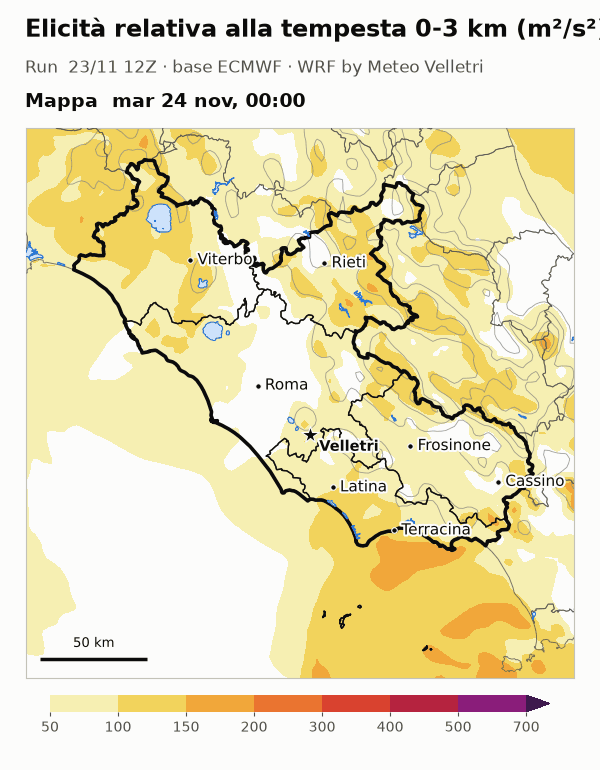 Elicità relativa alla tempesta 0-3 km (m²/s²)
Run  23/11 12Z · base ECMWF · WRF by Meteo Velletri
Mappa  mar 24 nov, 00:00
Viterbo
Rieti
Roma
Velletri
Frosinone
Latina
Cassino
Terracina
50 km
50 100 150 200 300 400 500 700